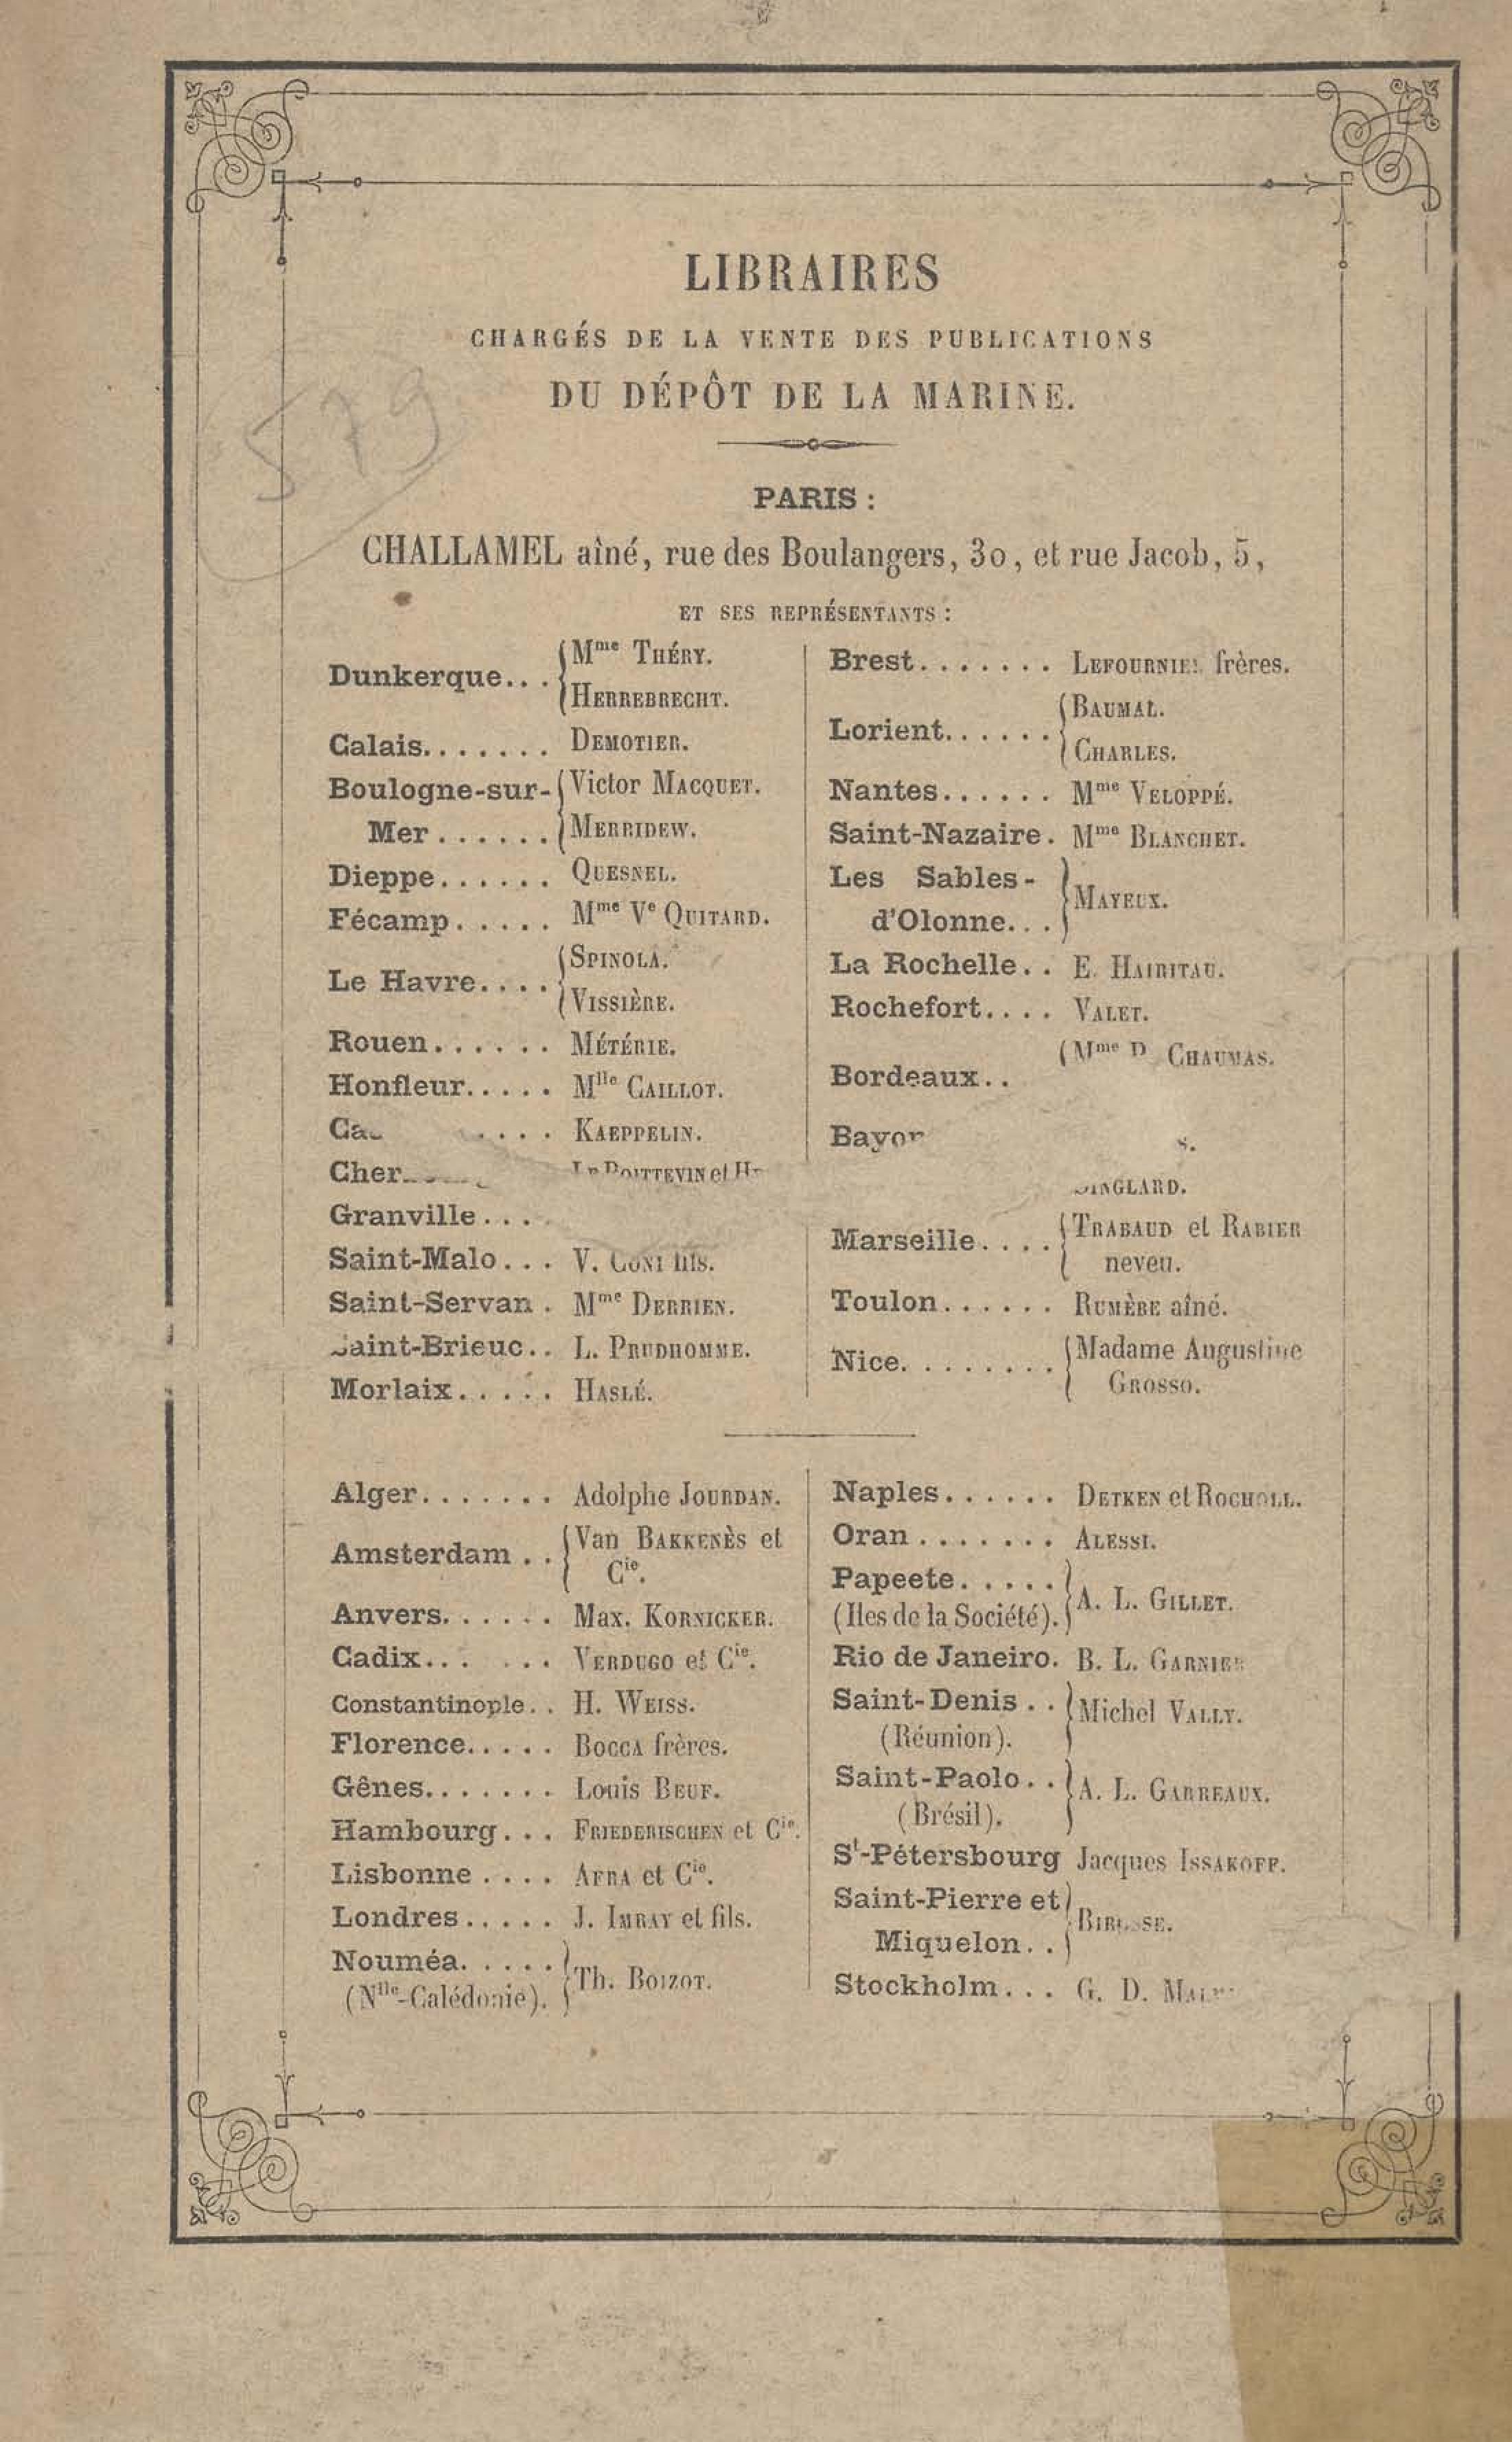 LIBRAIRES
CHARGÉS DE LA VENTE DES PUBLICATIONS
DU DÉPÔT DE LA MARINE.
579
PARIS :
CHALLAMEL aîné, rue des Boulangers, 30, et rue Jacob, 5,
ET SES REPRÉSENTANTS :
Dunkerque... { Mme THÉRY.
{ HERREBRECHT.
Calais....... DEMOTIER.
Boulogne-sur- { Victor MACQUET.
Mer ...... { MERRIDEW.
Dieppe...... QUESNEL.
Fécamp..... Mme Ve QUITARD.
Le Havre.... { SPINOLA.
{ VISSIÈRE.
Rouen...... MÉTÉRIE.
Honfleur..... Mlle CAILLOT.
.... KAEPPELIN.
et
Granville...
Saint-Malo... V. fils.
Saint-Servan. Mme DERRIEN.
Saint-Brieuc.. L. PRUDHOMME.
Morlaix..... HASLÉ.
Brest....... LEFOURNIER frères.
Lorient...... { BAUMAL.
{ CHARLES.
Nantes...... Mme VELOPPÉ.
Saint-Nazaire. Mme BLANCHET.
Les Sables- }
d'Olonne... } MAYEUX.
La Rochelle.. E. HAIRITAU.
Rochefort.... VALET.
Bordeaux.. { Mme CHAUMAS.
Marseille.... { TRABAUD et RABIER
neveu.
Toulon...... RUMÈBE aîné.
Nice......... { Madame Augustine
GROSSO.
Alger....... Adolphe JOURDAN.
Amsterdam .. { Van BAKKENÈS et
Cie.
Anvers...... Max. KORNICKER.
Cadix... ... VERDUGO et Cie.
Constantinople.. H. WEISS.
Florence..... BOCCA frères.
Gênes....... Louis BEUF.
Hambourg... FRIEDERISCHEN et Cie.
Lisbonne .... AFRA et Cie.
Londres..... J. IMRAY et fils.
Nouméa..... }
(Nlle-Calédonie). } Th. BOIZOT.
Naples...... DETKEN et ROCHOLL.
Oran ....... ALESSI.
Papeete..... }
(Iles de la Société). } A. L. GILLET.
Rio de Janeiro. B. L. GARNIER
Saint-Denis .. } Michel VALLY.
(Réunion).
Saint-Paolo.. } A. L. GARREAUX.
(Brésil).
St-Pétersbourg Jacques ISSAKOFF.
Saint-Pierre et }
Miquelon.. }
Stockholm... G. D.